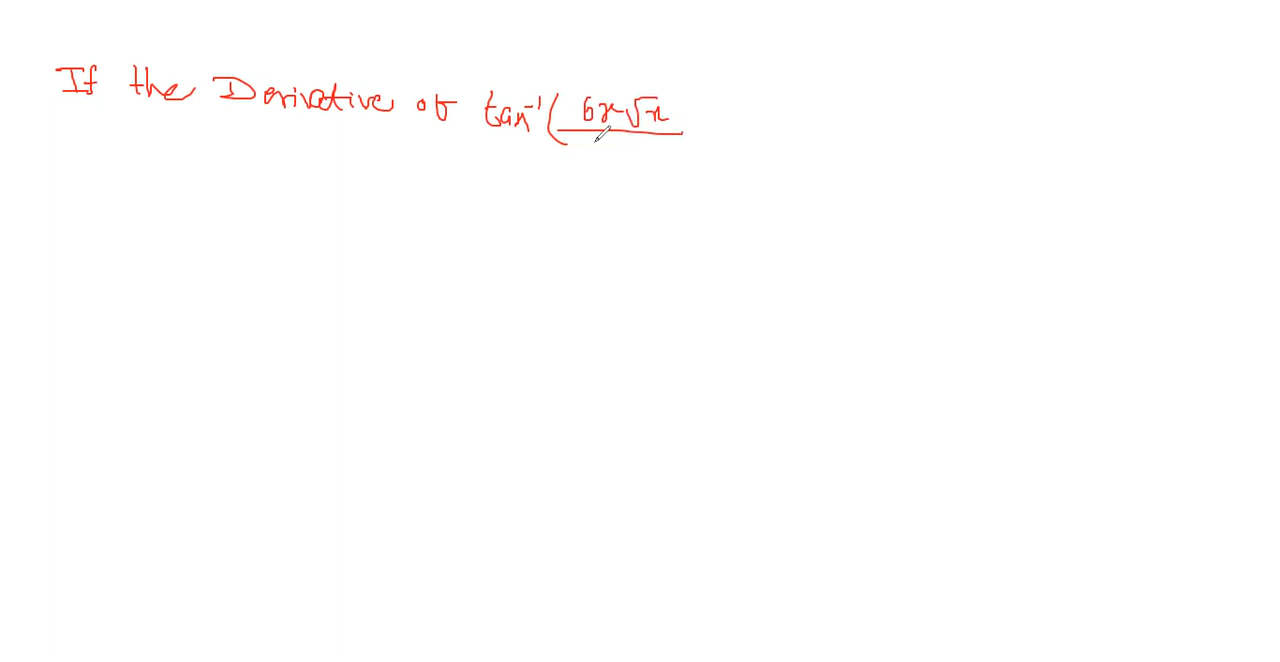 If the Derivative of tan⁻¹( 6x√x